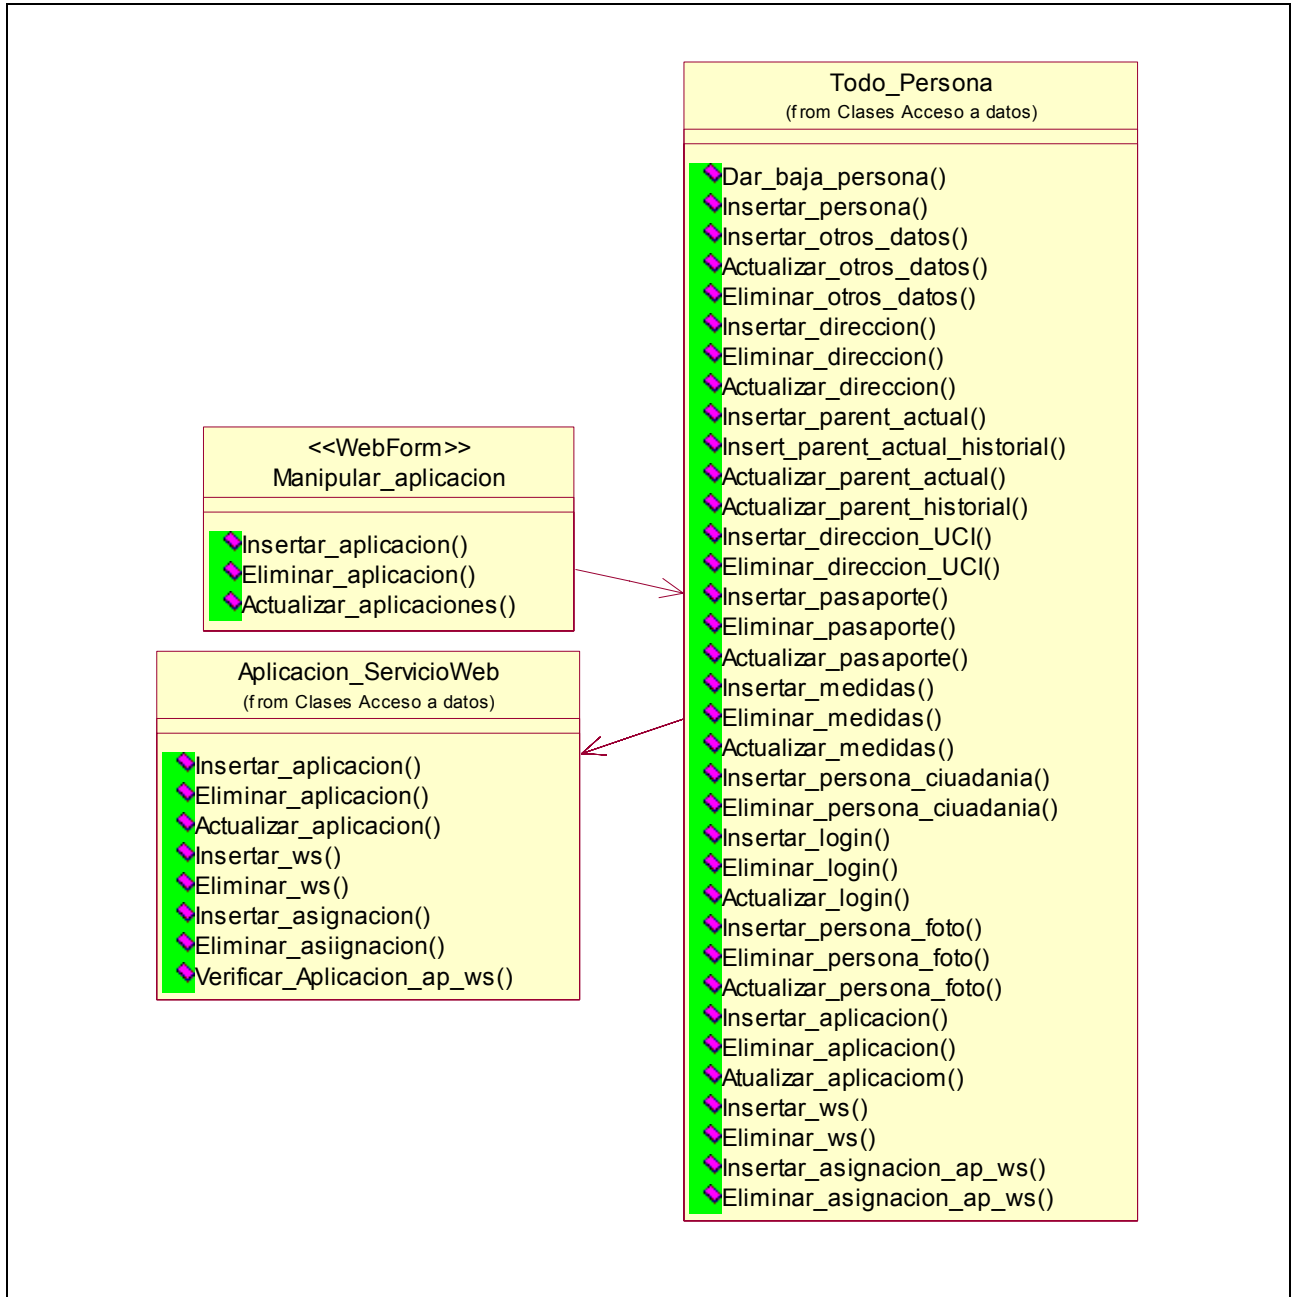 Todo_Persona
(from Clases Acceso a datos)
Dar_baja_persona()
Insertar_persona()
Insertar_otros_datos()
Actualizar_otros_datos()
Eliminar_otros_datos()
Insertar_direccion()
Eliminar_direccion()
Actualizar_direccion()
Insertar_parent_actual()
Insert_parent_actual_historial()
Actualizar_parent_actual()
Actualizar_parent_historial()
Insertar_direccion_UCI()
Eliminar_direccion_UCI()
Insertar_pasaporte()
Eliminar_pasaporte()
Actualizar_pasaporte()
Insertar_medidas()
Eliminar_medidas()
Actualizar_medidas()
Insertar_persona_ciuadania()
Eliminar_persona_ciuadania()
Insertar_login()
Eliminar_login()
Actualizar_login()
Insertar_persona_foto()
Eliminar_persona_foto()
Actualizar_persona_foto()
Insertar_aplicacion()
Eliminar_aplicacion()
Atualizar_aplicaciom()
Insertar_ws()
Eliminar_ws()
Insertar_asignacion_ap_ws()
Eliminar_asignacion_ap_ws()
<<WebForm>>
Manipular_aplicacion
Insertar_aplicacion()
Eliminar_aplicacion()
Actualizar_aplicaciones()
Aplicacion_ServicioWeb
(from Clases Acceso a datos)
Insertar_aplicacion()
Eliminar_aplicacion()
Actualizar_aplicacion()
Insertar_ws()
Eliminar_ws()
Insertar_asignacion()
Eliminar_asiignacion()
Verificar_Aplicacion_ap_ws()